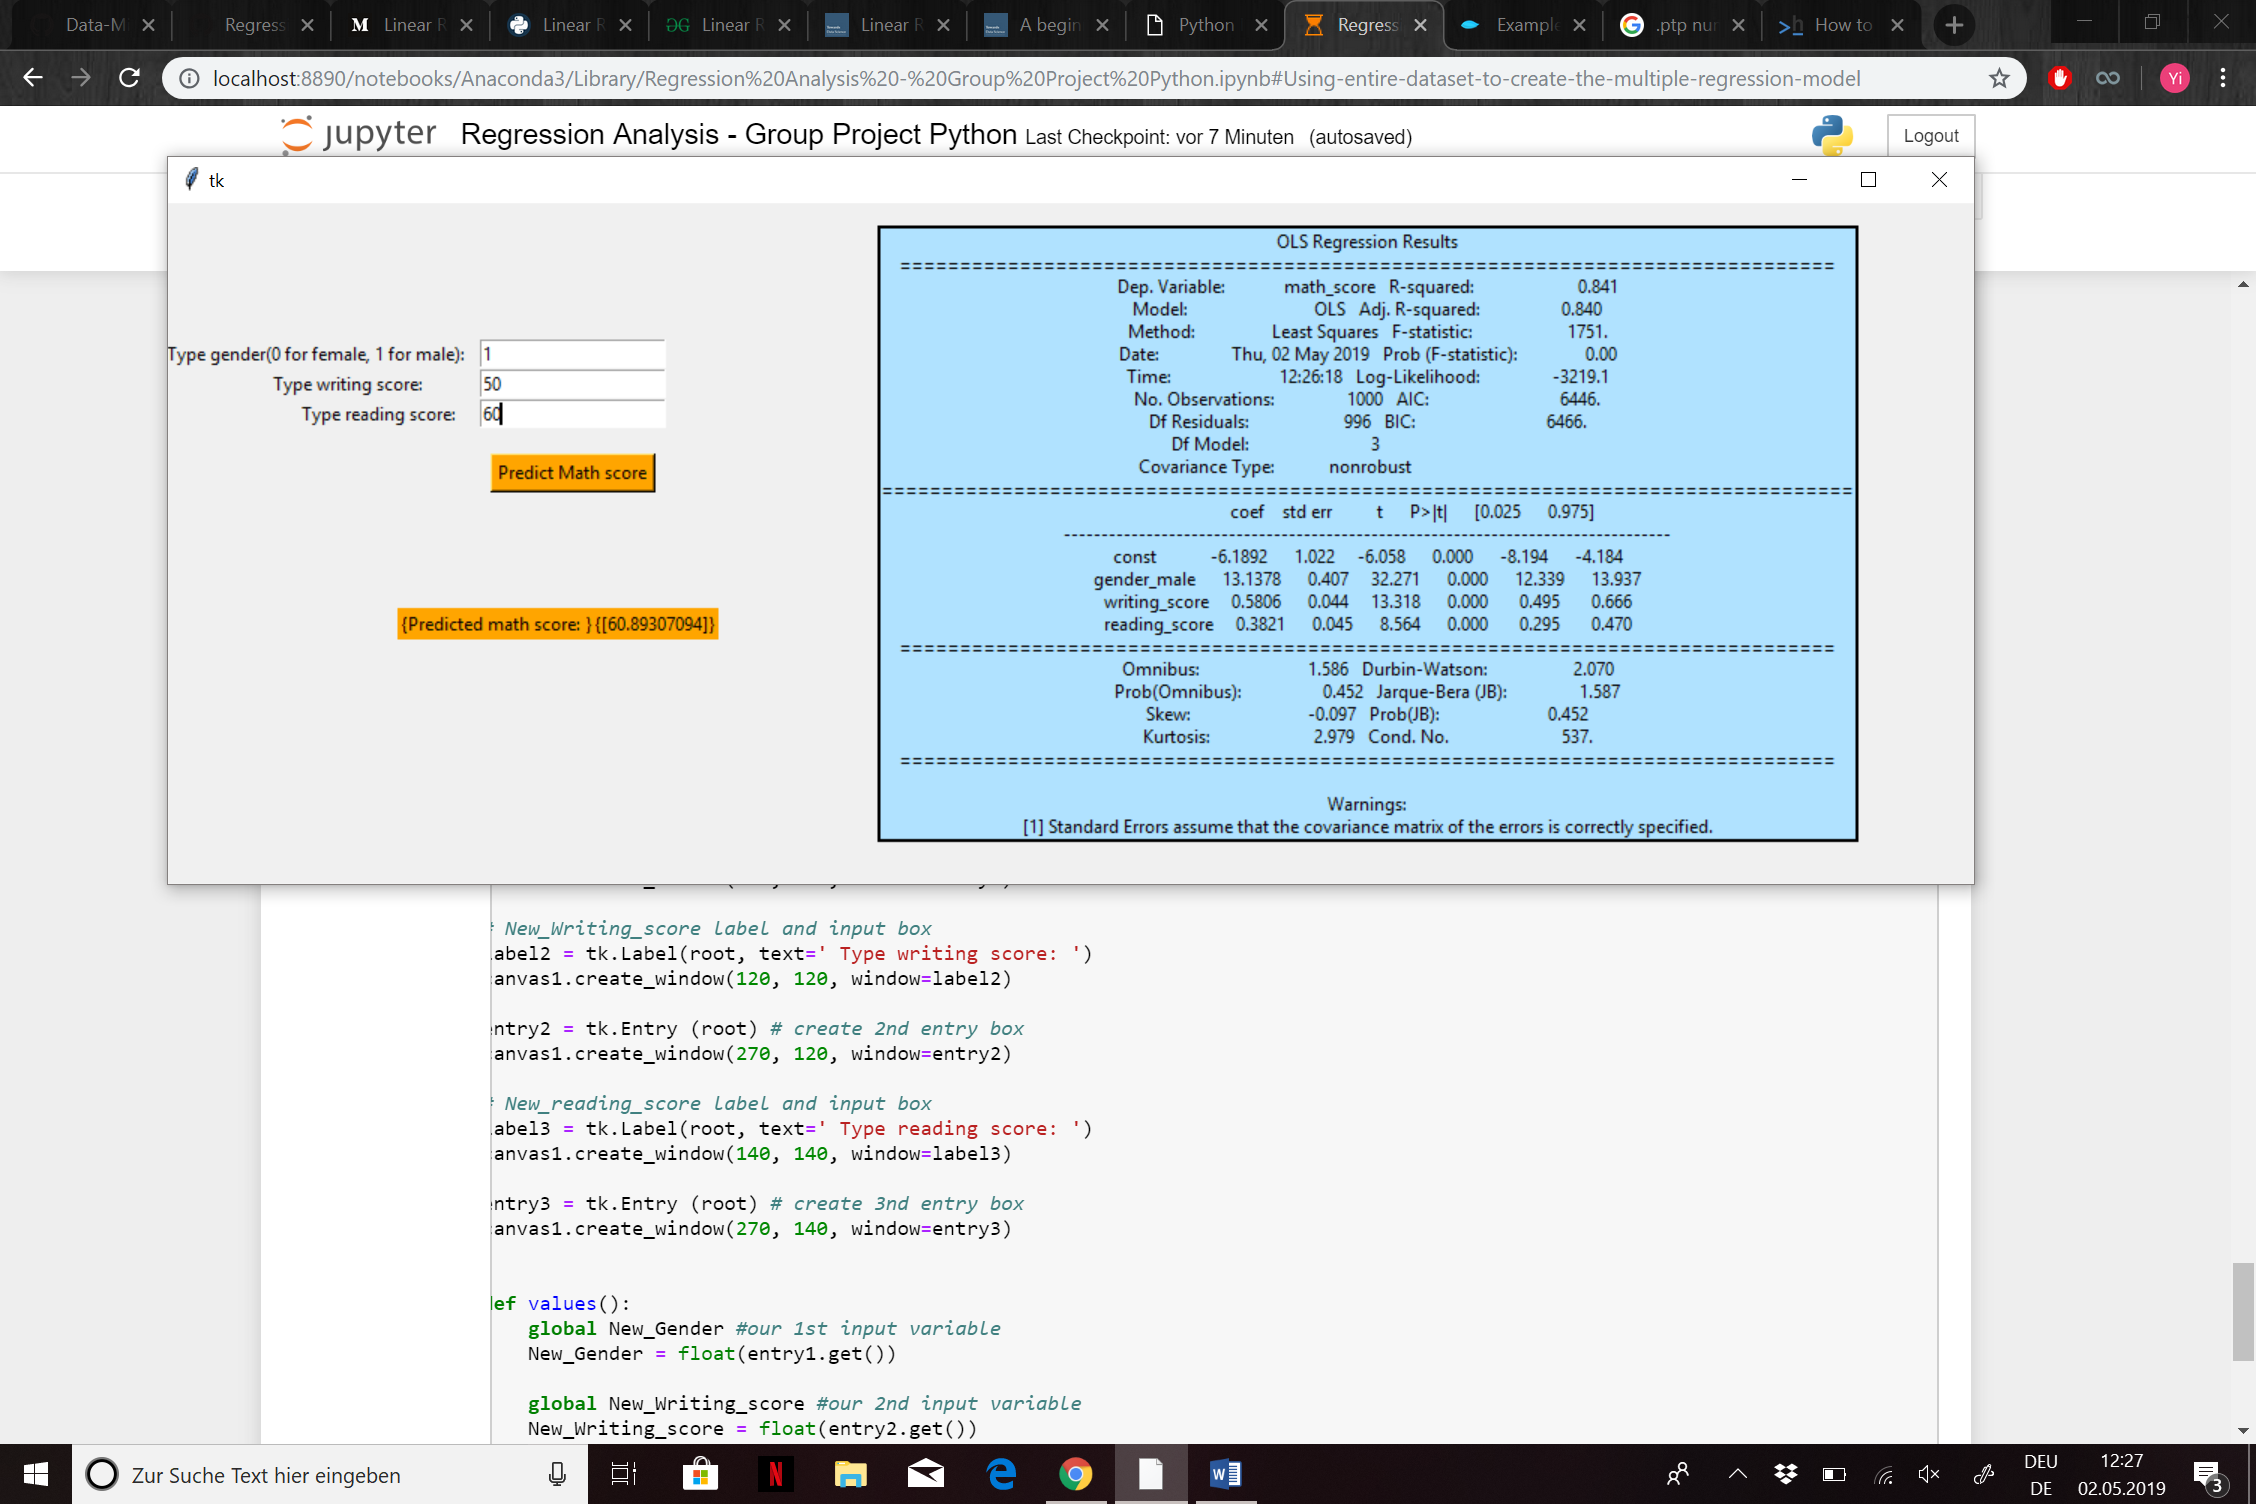 Data-M Regress Linear R Linear R Linear R Linear R A begin Python Regress Example .ptp nur How to
localhost:8890/notebooks/Anaconda3/Library/Regression%20Analysis%20-%20Group%20Project%20Python.ipynb#Using-entire-dataset-to-create-the-multiple-regression-model Yi
jupyter Regression Analysis - Group Project Python Last Checkpoint: vor 7 Minuten (autosaved) Logout
tk
Type gender(0 for female, 1 for male): 1
Type writing score: 50
Type reading score: 60
Predict Math score
{Predicted math score: } {[60.89307094]}
OLS Regression Results
==============================================================================
Dep. Variable: math_score R-squared: 0.841
Model: OLS Adj. R-squared: 0.840
Method: Least Squares F-statistic: 1751.
Date: Thu, 02 May 2019 Prob (F-statistic): 0.00
Time: 12:26:18 Log-Likelihood: -3219.1
No. Observations: 1000 AIC: 6446.
Df Residuals: 996 BIC: 6466.
Df Model: 3
Covariance Type: nonrobust
=================================================================================
coef std err t P>|t| [0.025 0.975]
---------------------------------------------------------------------------------
const -6.1892 1.022 -6.058 0.000 -8.194 -4.184
gender_male 13.1378 0.407 32.271 0.000 12.339 13.937
writing_score 0.5806 0.044 13.318 0.000 0.495 0.666
reading_score 0.3821 0.045 8.564 0.000 0.295 0.470
==============================================================================
Omnibus: 1.586 Durbin-Watson: 2.070
Prob(Omnibus): 0.452 Jarque-Bera (JB): 1.587
Skew: -0.097 Prob(JB): 0.452
Kurtosis: 2.979 Cond. No. 537.
==============================================================================
Warnings:
[1] Standard Errors assume that the covariance matrix of the errors is correctly specified.
New_Writing_score label and input box
abel2 = tk.Label(root, text=' Type writing score: ')
anvas1.create_window(120, 120, window=label2)
ntry2 = tk.Entry (root) # create 2nd entry box
anvas1.create_window(270, 120, window=entry2)
New_reading_score label and input box
abel3 = tk.Label(root, text=' Type reading score: ')
anvas1.create_window(140, 140, window=label3)
ntry3 = tk.Entry (root) # create 3nd entry box
anvas1.create_window(270, 140, window=entry3)
ef values():
global New_Gender #our 1st input variable
New_Gender = float(entry1.get())
global New_Writing_score #our 2nd input variable
New_Writing_score = float(entry2.get())
Zur Suche Text hier eingeben
DEU 12:27
DE 02.05.2019 3